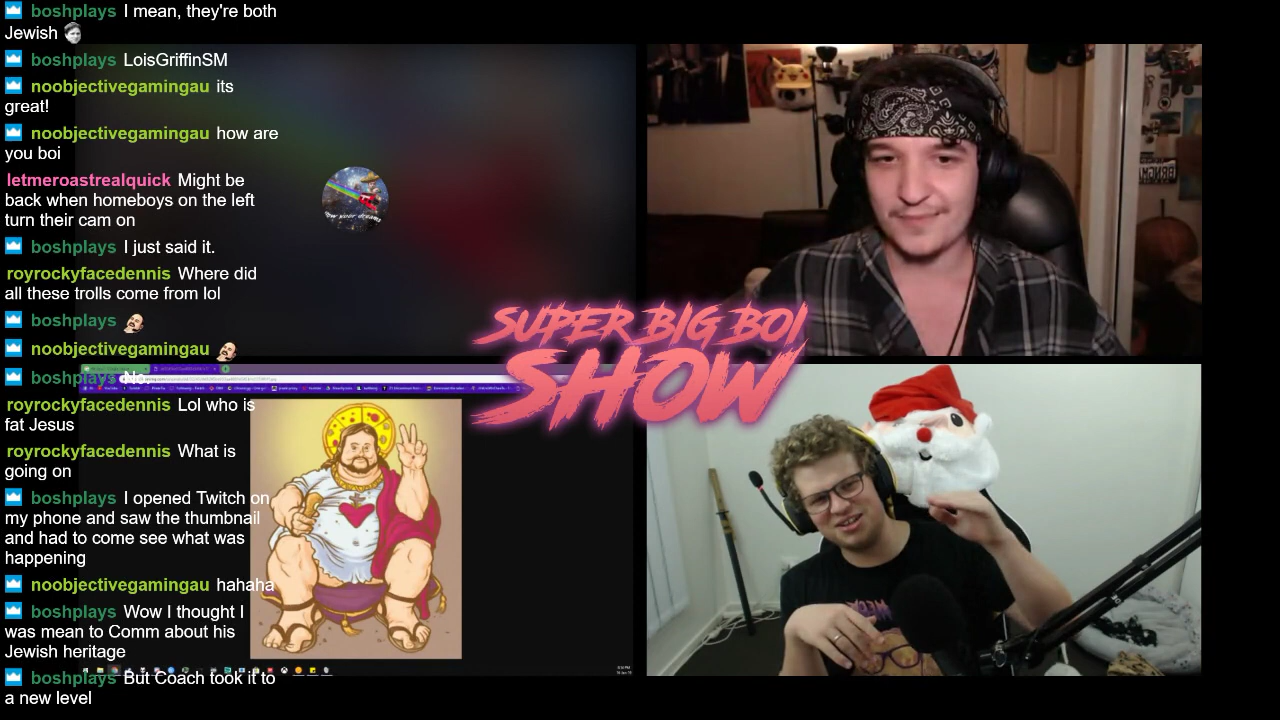 boshplays I mean, they're both
Jewish
boshplays LoisGriffinSM
noobjectivegamingau its
great!
noobjectivegamingau how are
you boi
letmeroastrealquick Might be
back when homeboys on the left
turn their cam on
boshplays I just said it.
royrockyfacedennis Where did
all these trolls come from lol
boshplays
noobjectivegamingau
boshplays No
royrockyfacedennis Lol who is
fat Jesus
royrockyfacedennis What is
going on
boshplays I opened Twitch on
my phone and saw the thumbnail
and had to come see what was
happening
noobjectivegamingau hahaha
boshplays Wow I thought I
was mean to Comm about his
Jewish heritage
boshplays But Coach took it to
a new level
your dreams
SUPER BIG BOI
SHOW